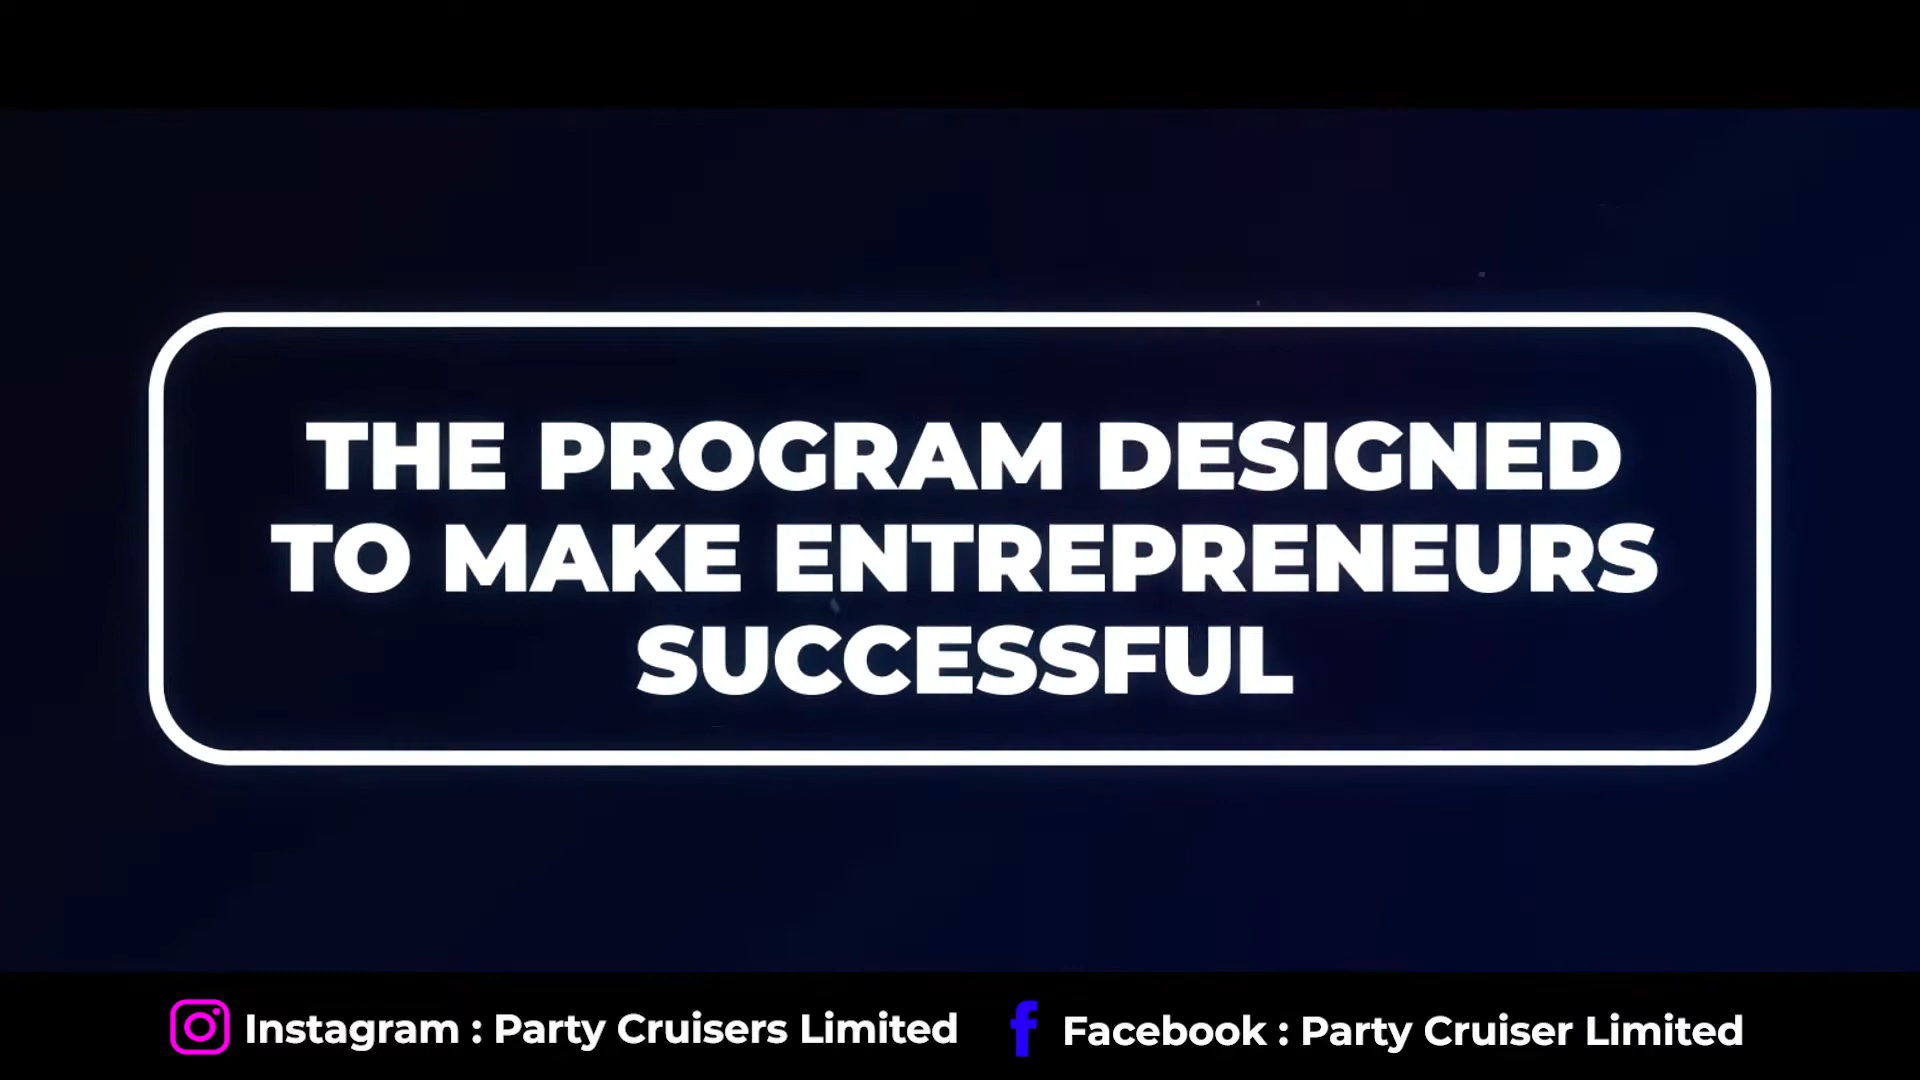 THE PROGRAM DESIGNED
TO MAKE ENTREPRENEURS
SUCCESSFUL
Instagram : Party Cruisers Limited
Facebook : Party Cruiser Limited